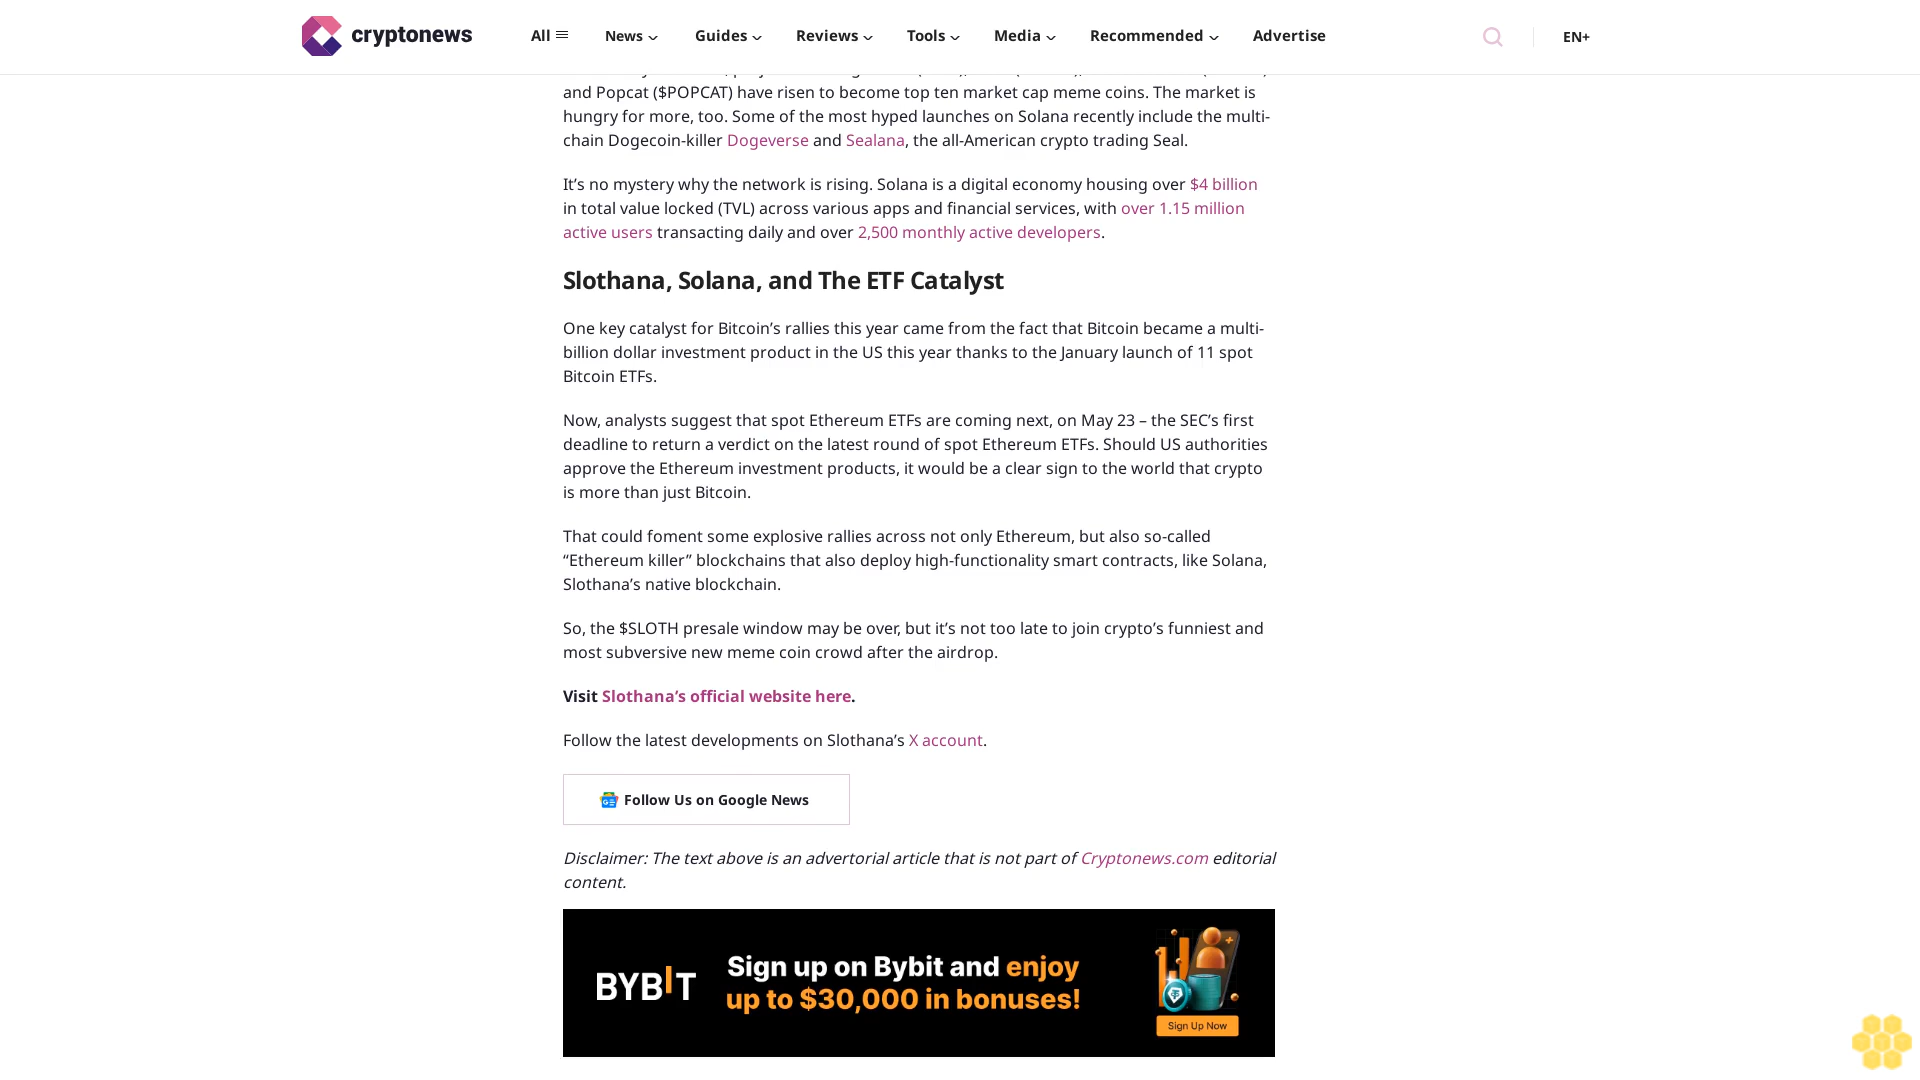 cryptonews
All
News
Guides
Reviews
Tools
Media
Recommended
Advertise
EN+
and Popcat ($POPCAT) have risen to become top ten market cap meme coins. The market is
hungry for more, too. Some of the most hyped launches on Solana recently include the multi-
chain Dogecoin-killer Dogeverse and Sealana, the all-American crypto trading Seal.
It’s no mystery why the network is rising. Solana is a digital economy housing over $4 billion
in total value locked (TVL) across various apps and financial services, with over 1.15 million
active users transacting daily and over 2,500 monthly active developers.
Slothana, Solana, and The ETF Catalyst
One key catalyst for Bitcoin’s rallies this year came from the fact that Bitcoin became a multi-
billion dollar investment product in the US this year thanks to the January launch of 11 spot
Bitcoin ETFs.
Now, analysts suggest that spot Ethereum ETFs are coming next, on May 23 – the SEC’s first
deadline to return a verdict on the latest round of spot Ethereum ETFs. Should US authorities
approve the Ethereum investment products, it would be a clear sign to the world that crypto
is more than just Bitcoin.
That could foment some explosive rallies across not only Ethereum, but also so-called
“Ethereum killer” blockchains that also deploy high-functionality smart contracts, like Solana,
Slothana’s native blockchain.
So, the $SLOTH presale window may be over, but it’s not too late to join crypto’s funniest and
most subversive new meme coin crowd after the airdrop.
Visit Slothana’s official website here.
Follow the latest developments on Slothana’s X account.
Follow Us on Google News
Disclaimer: The text above is an advertorial article that is not part of Cryptonews.com editorial
content.
BYBIT
Sign up on Bybit and enjoy
up to $30,000 in bonuses!
Sign Up Now